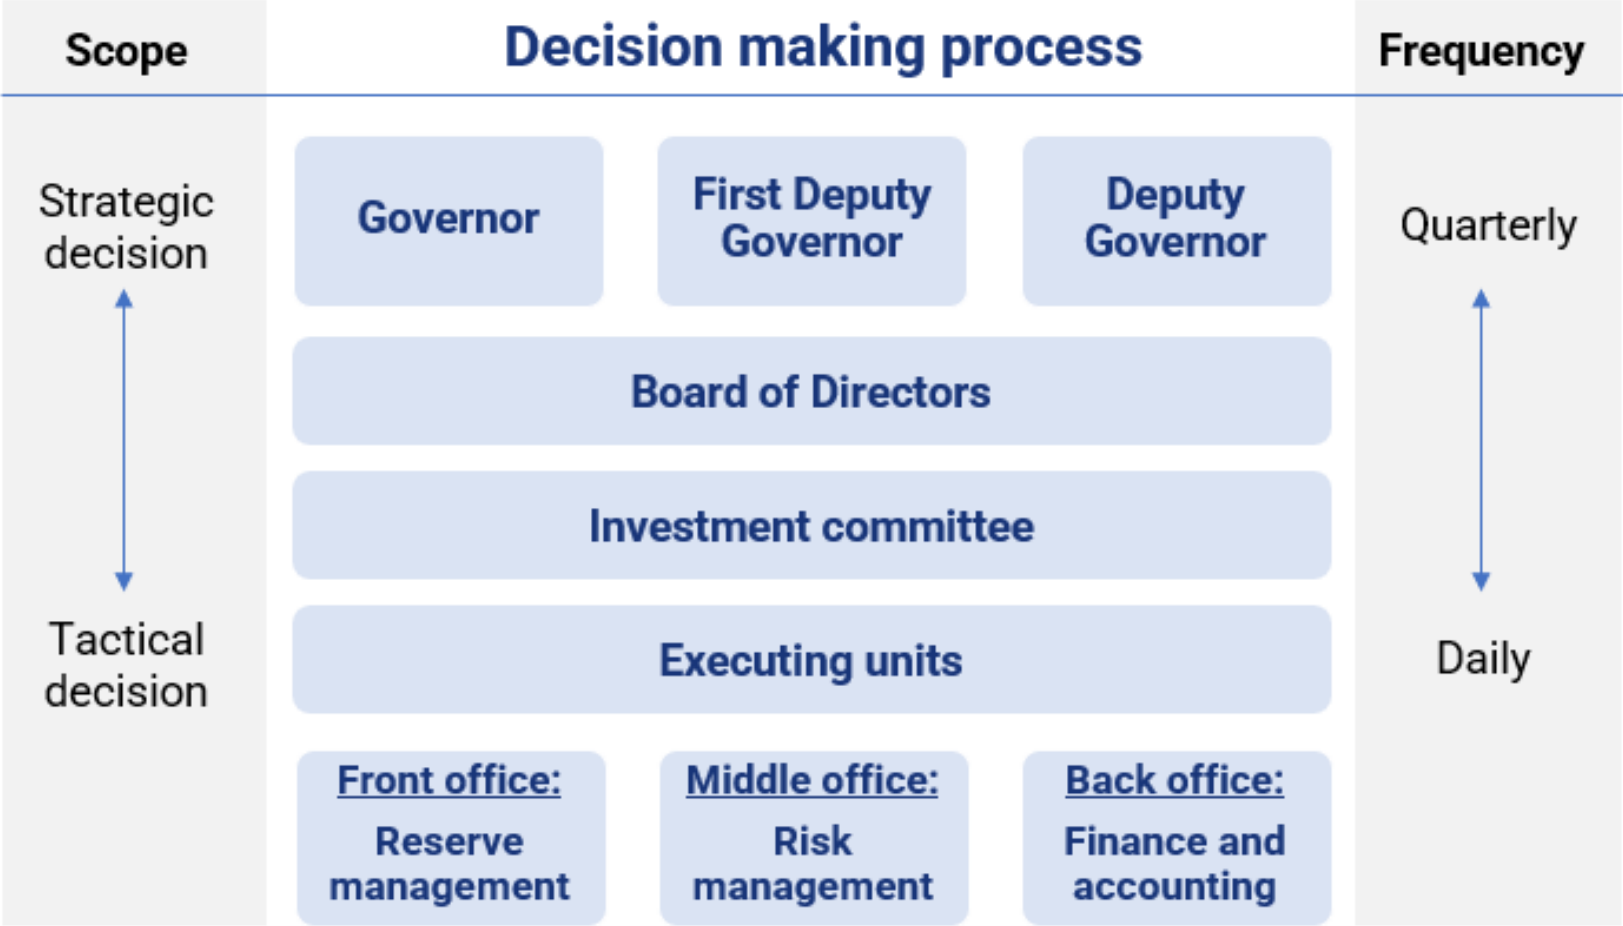 Scope
Decision making process
Frequency
Strategic
decision
Governor
First Deputy
Governor
Deputy
Governor
Quarterly
Board of Directors
Investment committee
Tactical
decision
Executing units
Daily
Front office:
Reserve
management
Middle office:
Risk
management
Back office:
Finance and
accounting